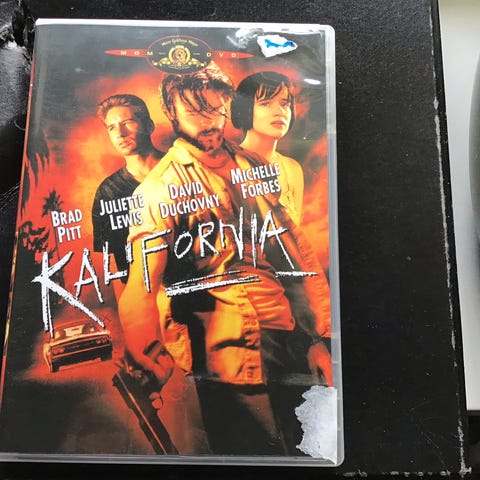 MGM DVD
BRAD
PITT
JULIETTE
LEWIS
DAVID
DUCHOVNY
MICHELLE
FORBES
KALIFORNIA